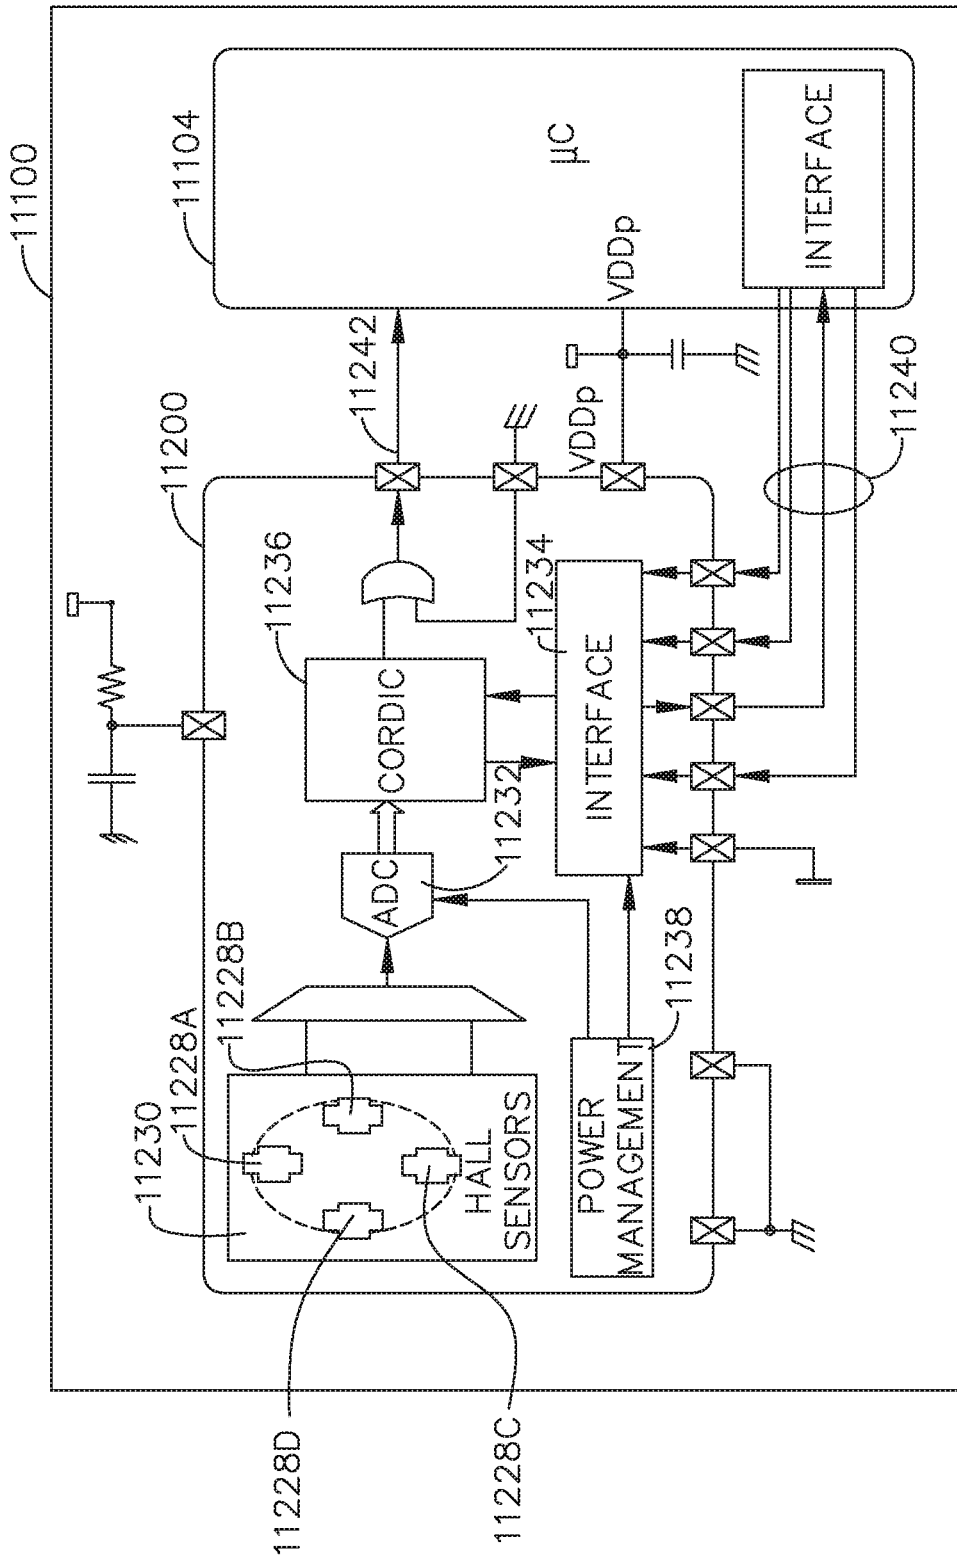 11100
11104
µC
VDDp
INTERFACE
11200
11242
VDDp
11240
11236
CORDIC
11234
INTERFACE
ADC
11232
11230
11228A
11228B
HALL
SENSORS
POWER
MANAGEMENT
11238
11228D
11228C